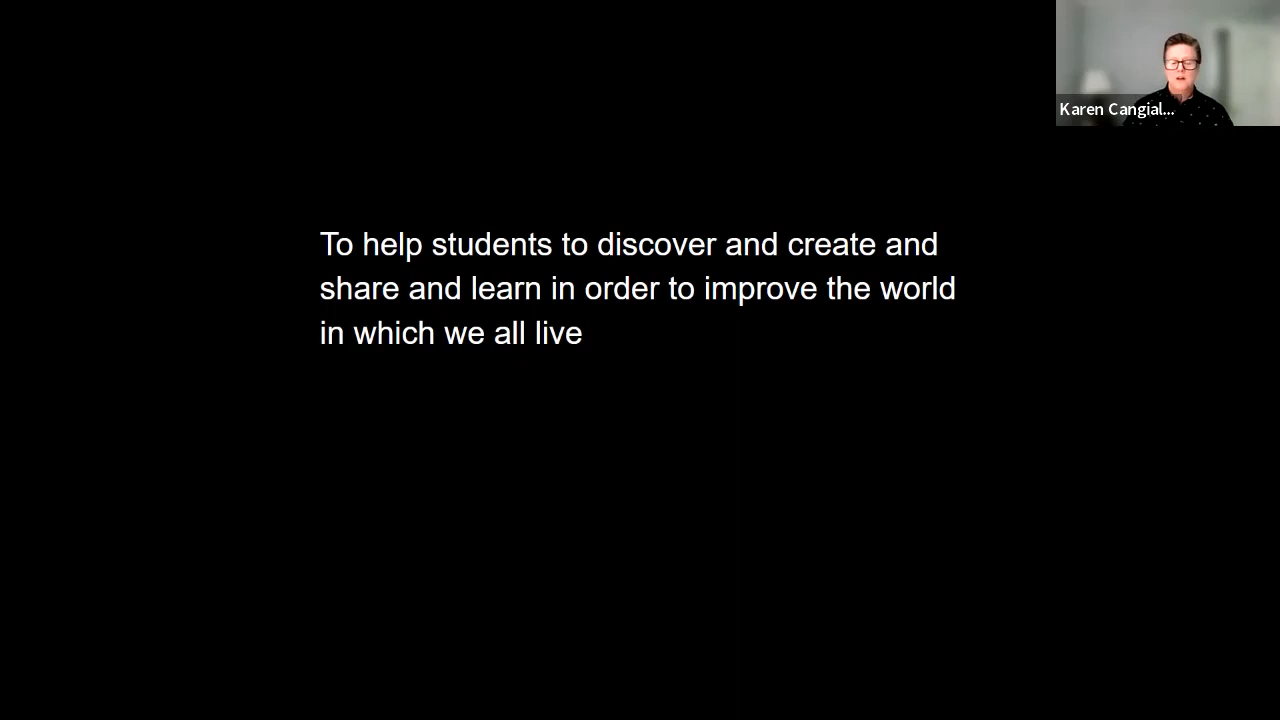 Karen Cangial...
To help students to discover and create and
share and learn in order to improve the world
in which we all live